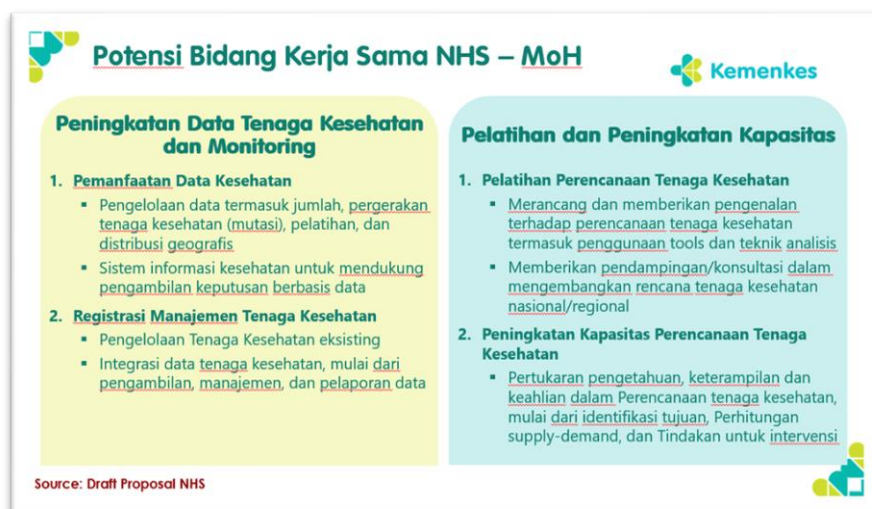 Potensi Bidang Kerja Sama NHS – MoH
Kemenkes
Peningkatan Data Tenaga Kesehatan
dan Monitoring
1. Pemanfaatan Data Kesehatan
▪ Pengelolaan data termasuk jumlah, pergerakan
tenaga kesehatan (mutasi), pelatihan, dan
distribusi geografis
▪ Sistem informasi kesehatan untuk mendukung
pengambilan keputusan berbasis data
2. Registrasi Manajemen Tenaga Kesehatan
▪ Pengelolaan Tenaga Kesehatan eksisting
▪ Integrasi data tenaga kesehatan, mulai dari
pengambilan, manajemen, dan pelaporan data
Pelatihan dan Peningkatan Kapasitas
1. Pelatihan Perencanaan Tenaga Kesehatan
▪ Merancang dan memberikan pengenalan
terhadap perencanaan tenaga kesehatan
termasuk penggunaan tools dan teknik analisis
▪ Memberikan pendampingan/konsultasi dalam
mengembangkan rencana tenaga kesehatan
nasional/regional
2. Peningkatan Kapasitas Perencanaan Tenaga
Kesehatan
▪ Pertukaran pengetahuan, keterampilan dan
keahlian dalam Perencanaan tenaga kesehatan,
mulai dari identifikasi tujuan, Perhitungan
supply-demand, dan Tindakan untuk intervensi
Source: Draft Proposal NHS